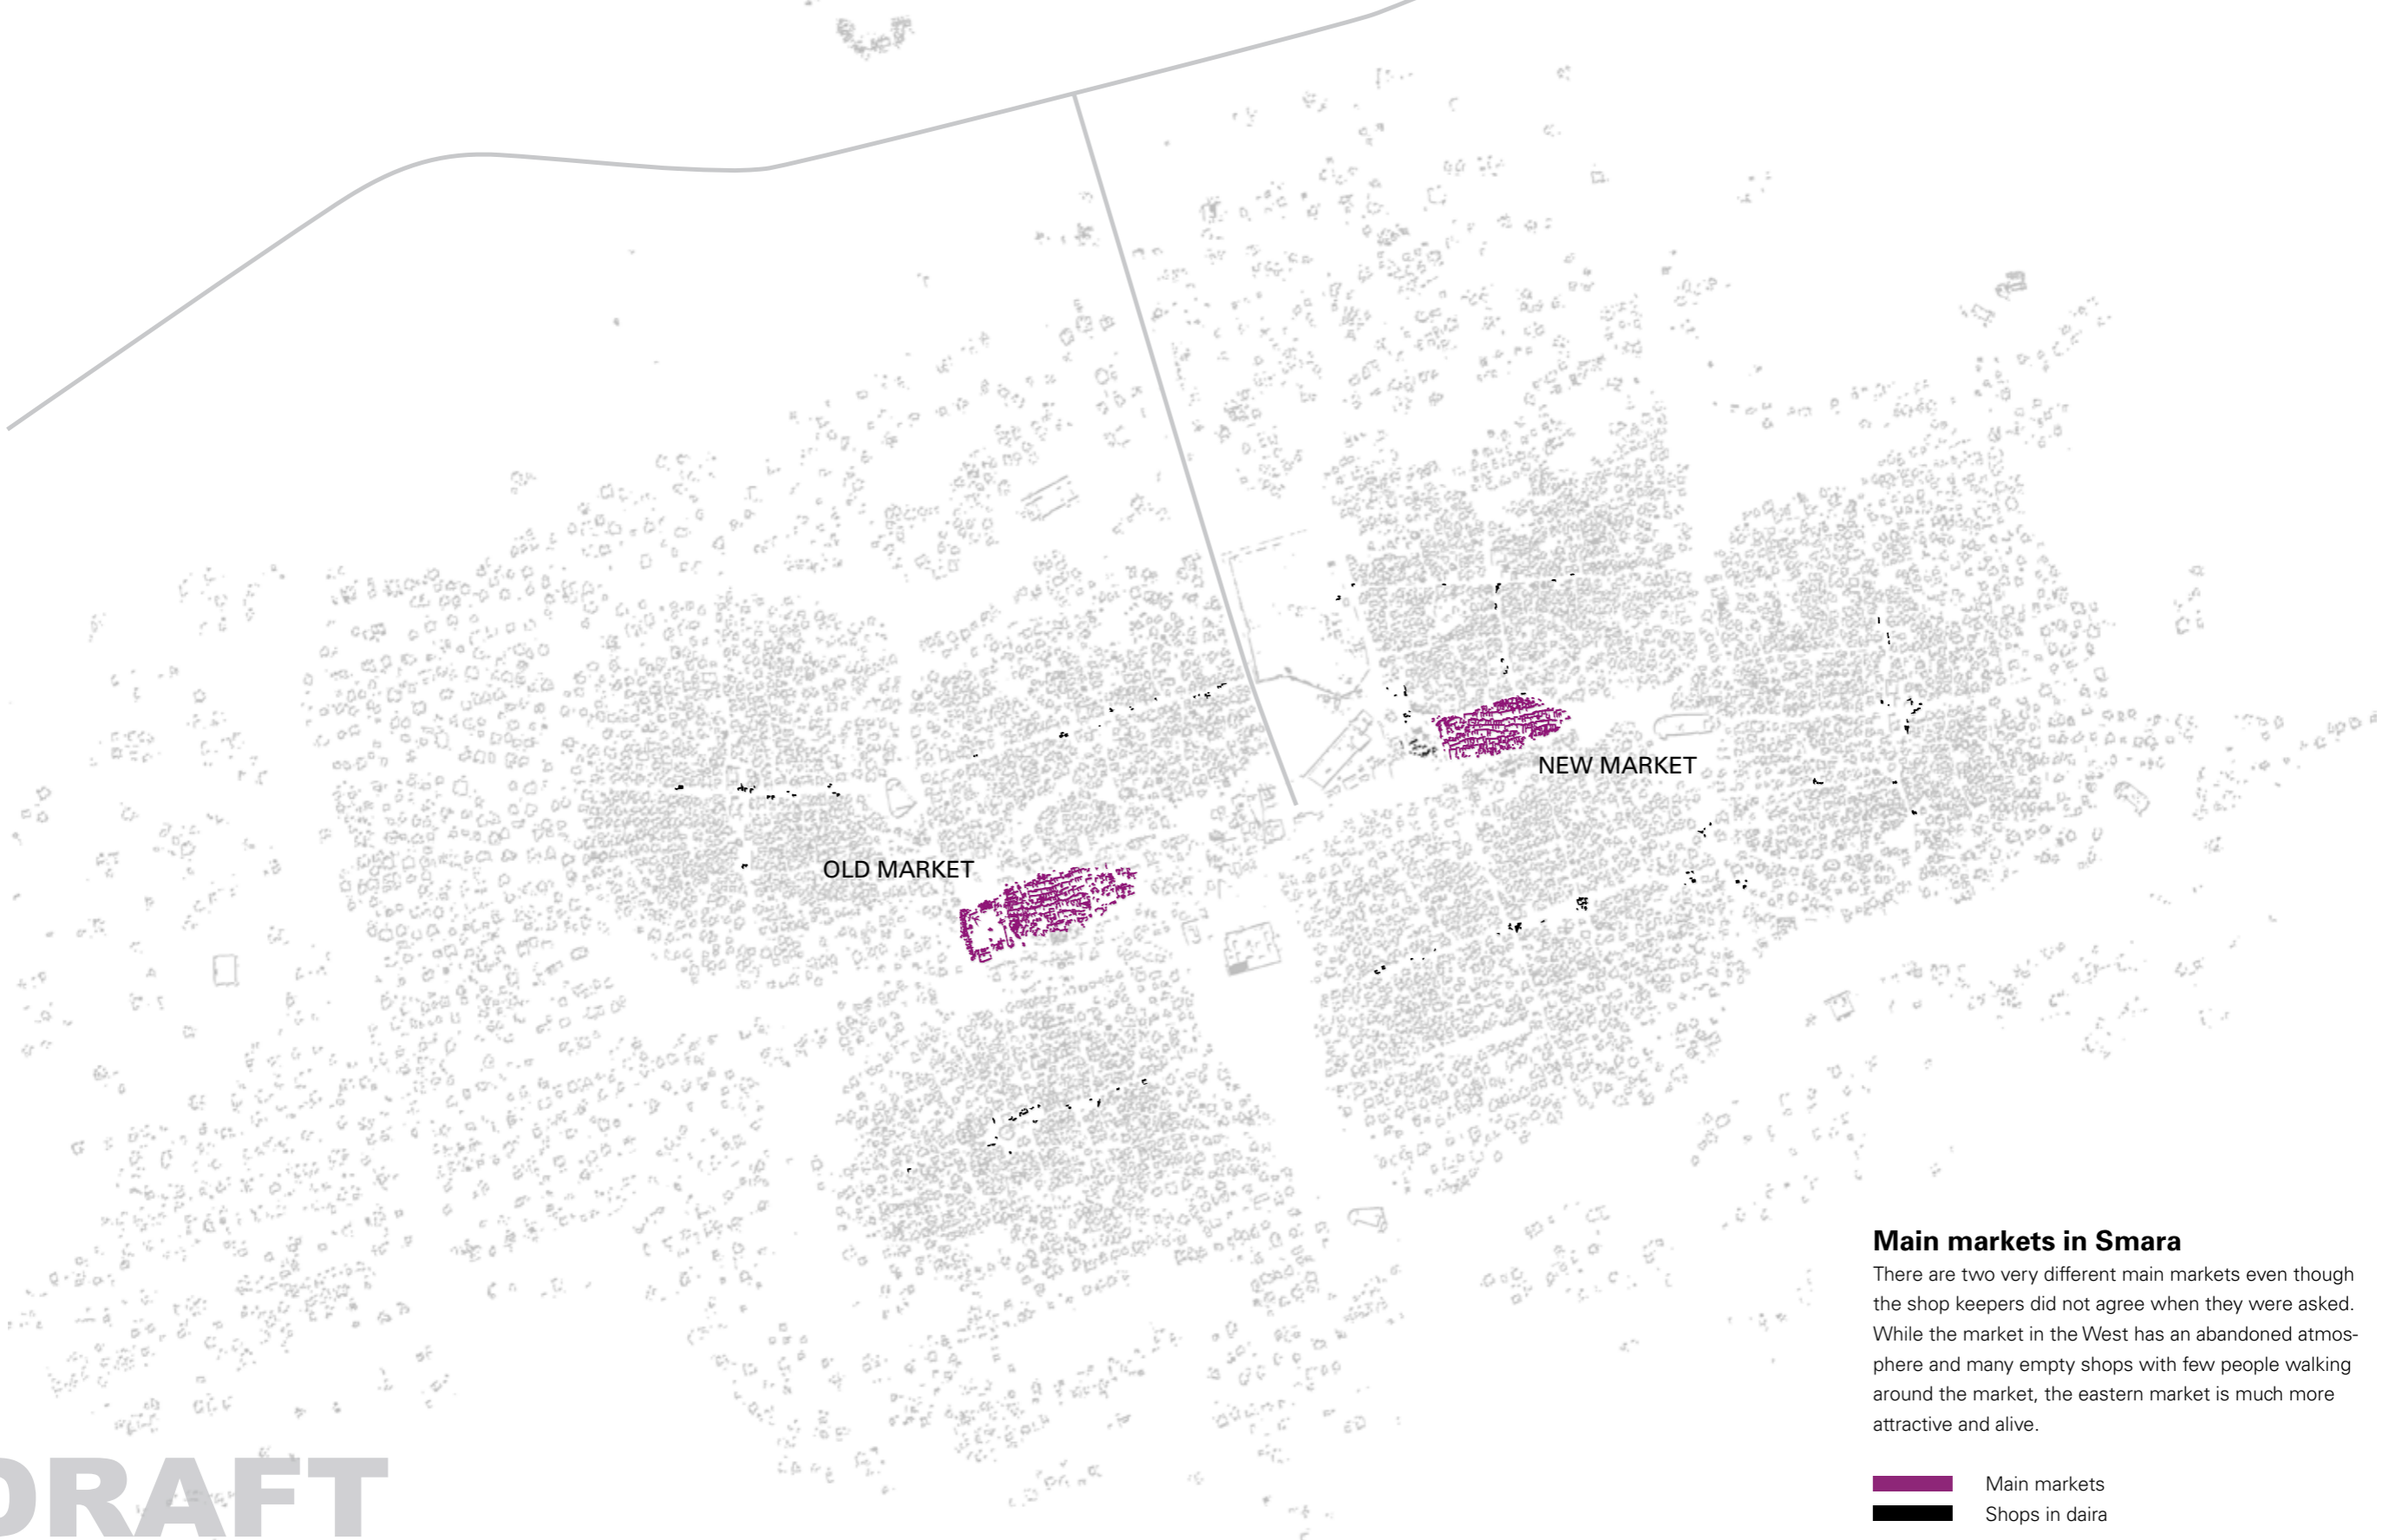 NEW MARKET
OLD MARKET
Main markets in Smara
There are two very different main markets even though
the shop keepers did not agree when they were asked.
While the market in the West has an abandoned atmos-
phere and many empty shops with few people walking
around the market, the eastern market is much more
attractive and alive.
Main markets
Shops in daira
DRAFT